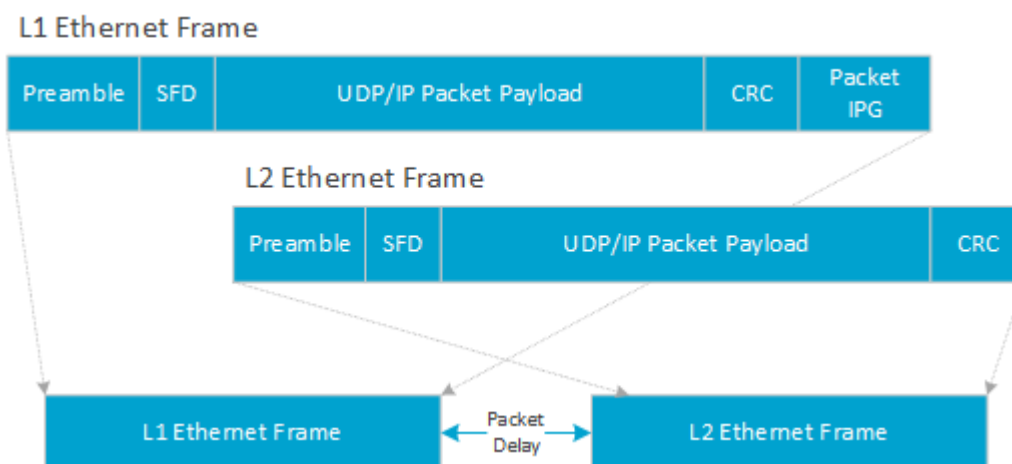 L1 Ethernet Frame
Preamble SFD UDP/IP Packet Payload CRC Packet IPG
L2 Ethernet Frame
Preamble SFD UDP/IP Packet Payload CRC
L1 Ethernet Frame Packet Delay L2 Ethernet Frame